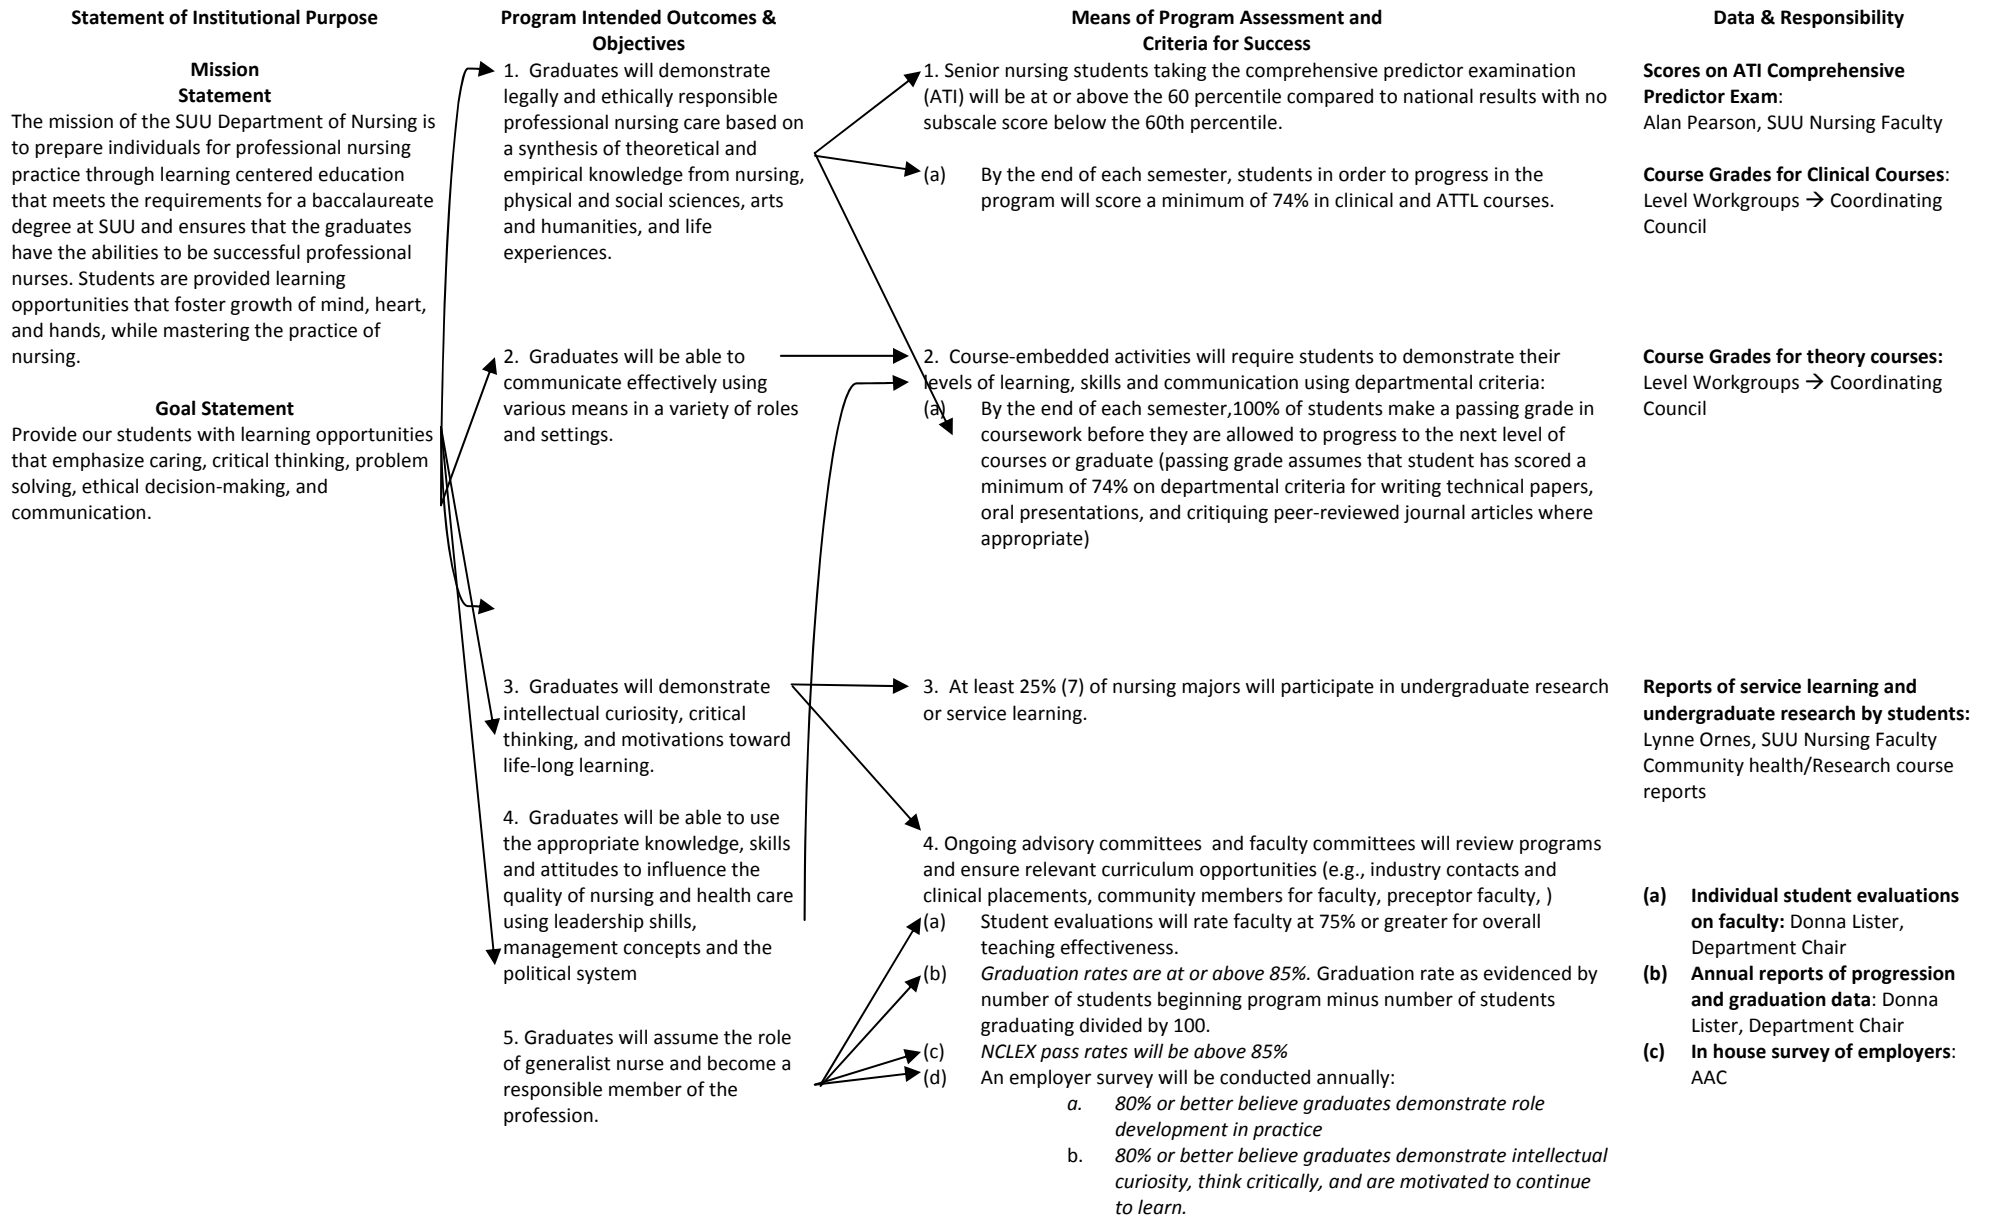 Statement of Institutional Purpose
Mission
Statement
The mission of the SUU Department of Nursing is
to prepare individuals for professional nursing
practice through learning centered education
that meets the requirements for a baccalaureate
degree at SUU and ensures that the graduates
have the abilities to be successful professional
nurses. Students are provided learning
opportunities that foster growth of mind, heart,
and hands, while mastering the practice of
nursing.
Goal Statement
Provide our students with learning opportunities
that emphasize caring, critical thinking, problem
solving, ethical decision-making, and
communication.
Program Intended Outcomes &
Objectives
1. Graduates will demonstrate
legally and ethically responsible
professional nursing care based on
a synthesis of theoretical and
empirical knowledge from nursing,
physical and social sciences, arts
and humanities, and life
experiences.
2. Graduates will be able to
communicate effectively using
various means in a variety of roles
and settings.
3. Graduates will demonstrate
intellectual curiosity, critical
thinking, and motivations toward
life-long learning.
4. Graduates will be able to use
the appropriate knowledge, skills
and attitudes to influence the
quality of nursing and health care
using leadership skills,
management concepts and the
political system
5. Graduates will assume the role
of generalist nurse and become a
responsible member of the
profession.
Means of Program Assessment and
Criteria for Success
1. Senior nursing students taking the comprehensive predictor examination
(ATI) will be at or above the 60 percentile compared to national results with no
subscale score below the 60th percentile.
(a) By the end of each semester, students in order to progress in the
program will score a minimum of 74% in clinical and ATTL courses.
2. Course-embedded activities will require students to demonstrate their
levels of learning, skills and communication using departmental criteria:
(a) By the end of each semester,100% of students make a passing grade in
coursework before they are allowed to progress to the next level of
courses or graduate (passing grade assumes that student has scored a
minimum of 74% on departmental criteria for writing technical papers,
oral presentations, and critiquing peer-reviewed journal articles where
appropriate)
3. At least 25% (7) of nursing majors will participate in undergraduate research
or service learning.
4. Ongoing advisory committees and faculty committees will review programs
and ensure relevant curriculum opportunities (e.g., industry contacts and
clinical placements, community members for faculty, preceptor faculty, )
(a) Student evaluations will rate faculty at 75% or greater for overall
teaching effectiveness.
(b) Graduation rates are at or above 85%. Graduation rate as evidenced by
number of students beginning program minus number of students
graduating divided by 100.
(c) NCLEX pass rates will be above 85%
(d) An employer survey will be conducted annually:
a. 80% or better believe graduates demonstrate role
development in practice
b. 80% or better believe graduates demonstrate intellectual
curiosity, think critically, and are motivated to continue
to learn.
Data & Responsibility
Scores on ATI Comprehensive
Predictor Exam:
Alan Pearson, SUU Nursing Faculty
Course Grades for Clinical Courses:
Level Workgroups → Coordinating
Council
Course Grades for theory courses:
Level Workgroups → Coordinating
Council
Reports of service learning and
undergraduate research by students:
Lynne Ornes, SUU Nursing Faculty
Community health/Research course
reports
(a) Individual student evaluations
on faculty: Donna Lister,
Department Chair
(b) Annual reports of progression
and graduation data: Donna
Lister, Department Chair
(c) In house survey of employers:
AAC